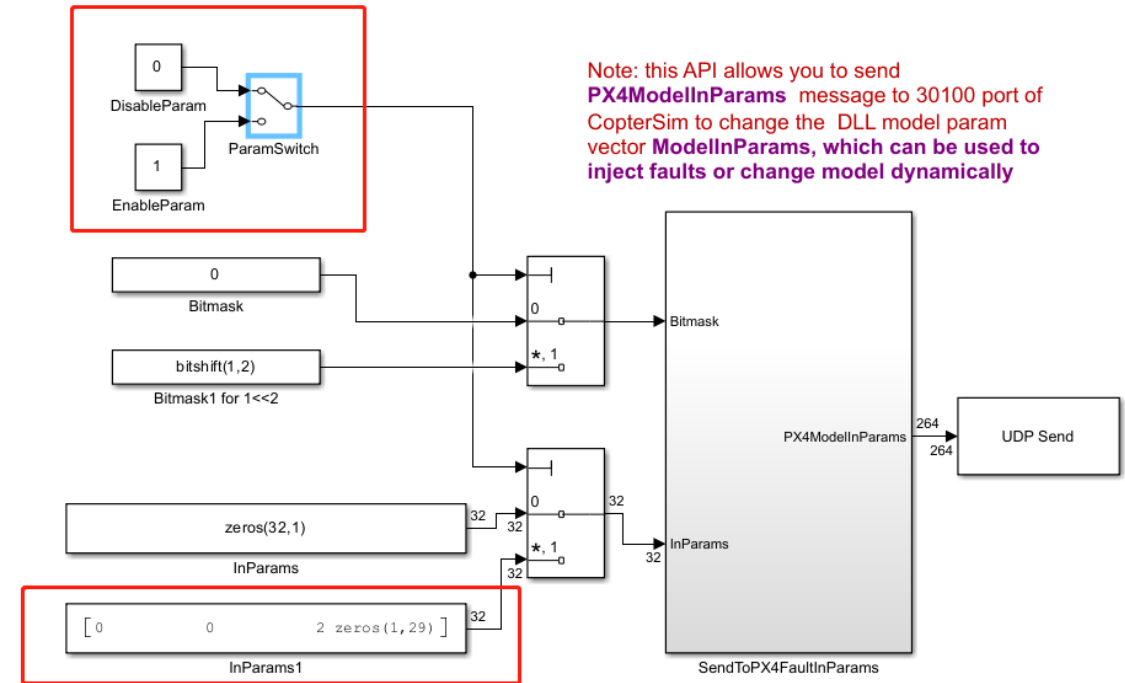 0
DisableParam
ParamSwitch
1
EnableParam
Note: this API allows you to send
PX4ModelInParams message to 30100 port of
CopterSim to change the DLL model param
vector ModelInParams, which can be used to
inject faults or change model dynamically
0
Bitmask
bitshift(1,2)
Bitmask1 for 1<<2
0
*, 1
Bitmask
zeros(32,1)
InParams
32
32
0
*, 1
32
32
32
InParams
[0 0 2 zeros(1,29)]
32
InParams1
PX4ModelInParams
264
264
UDP Send
SendToPX4FaultInParams